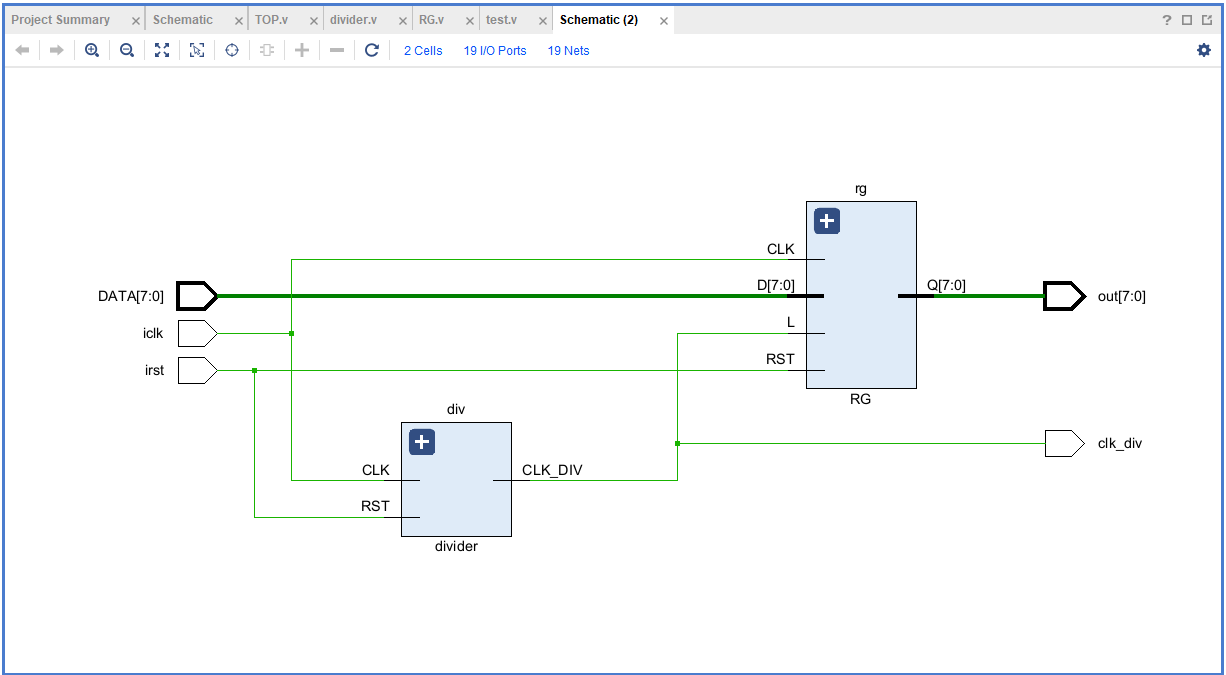 Project Summary Schematic TOP.v divider.v RG.v test.v Schematic (2)
2 Cells 19 I/O Ports 19 Nets
rg
CLK
D[7:0] Q[7:0]
DATA[7:0] out[7:0]
L
iclk
RST
irst
RG
div
clk_div
CLK CLK_DIV
RST
divider